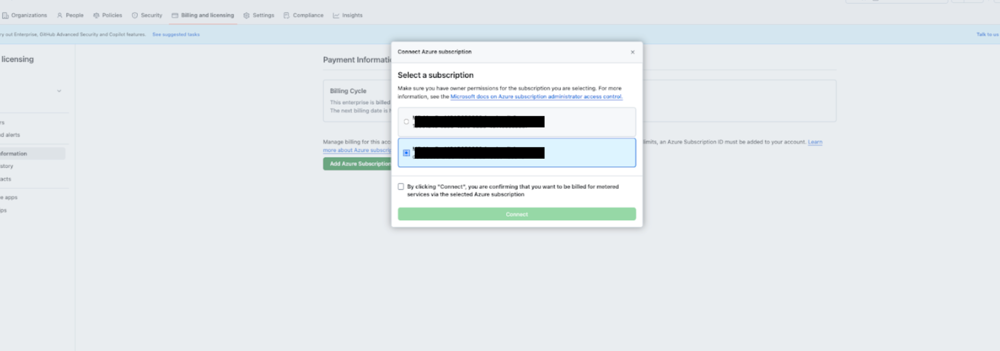 Organizations People Policies Security Billing and licensing Settings Compliance Insights
ry out Enterprise, GitHub Advanced Security and Copilot features. See suggested tasks Talk to us
licensing
rs
d alerts
formation
story
acts
e apps
ps
Payment Informatio
Billing Cycle
This enterprise is billed
The next billing date is
Manage billing for this acc
limits, an Azure Subscription ID must be added to your account. Learn
more about Azure subscrip
Add Azure Subscription
Connect Azure subscription
Select a subscription
Make sure you have owner permissions for the subscription you are selecting. For more
information, see the Microsoft docs on Azure subscription administrator access control.
By clicking "Connect", you are confirming that you want to be billed for metered
services via the selected Azure subscription
Connect